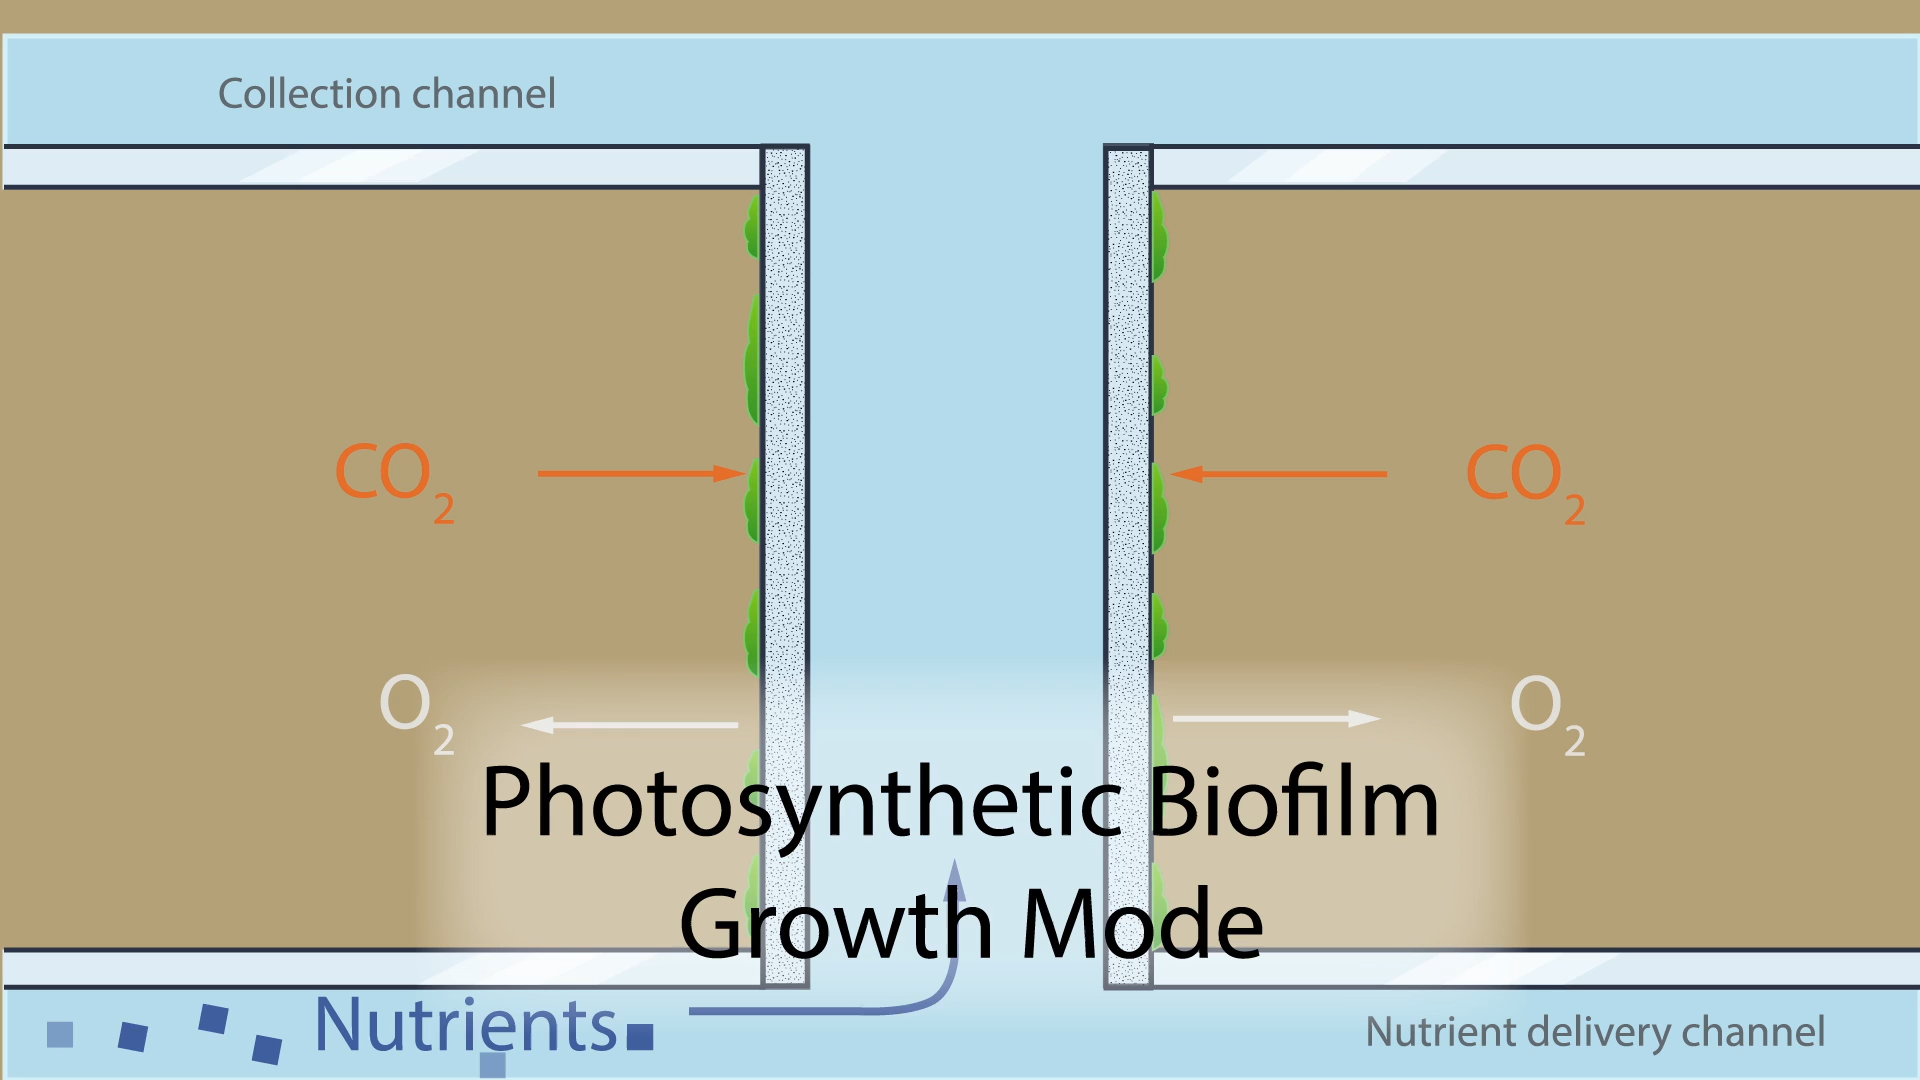 Collection channel
CO₂
CO₂
O₂
O₂
Photosynthetic Biofilm
Growth Mode
Nutrients
Nutrient delivery channel